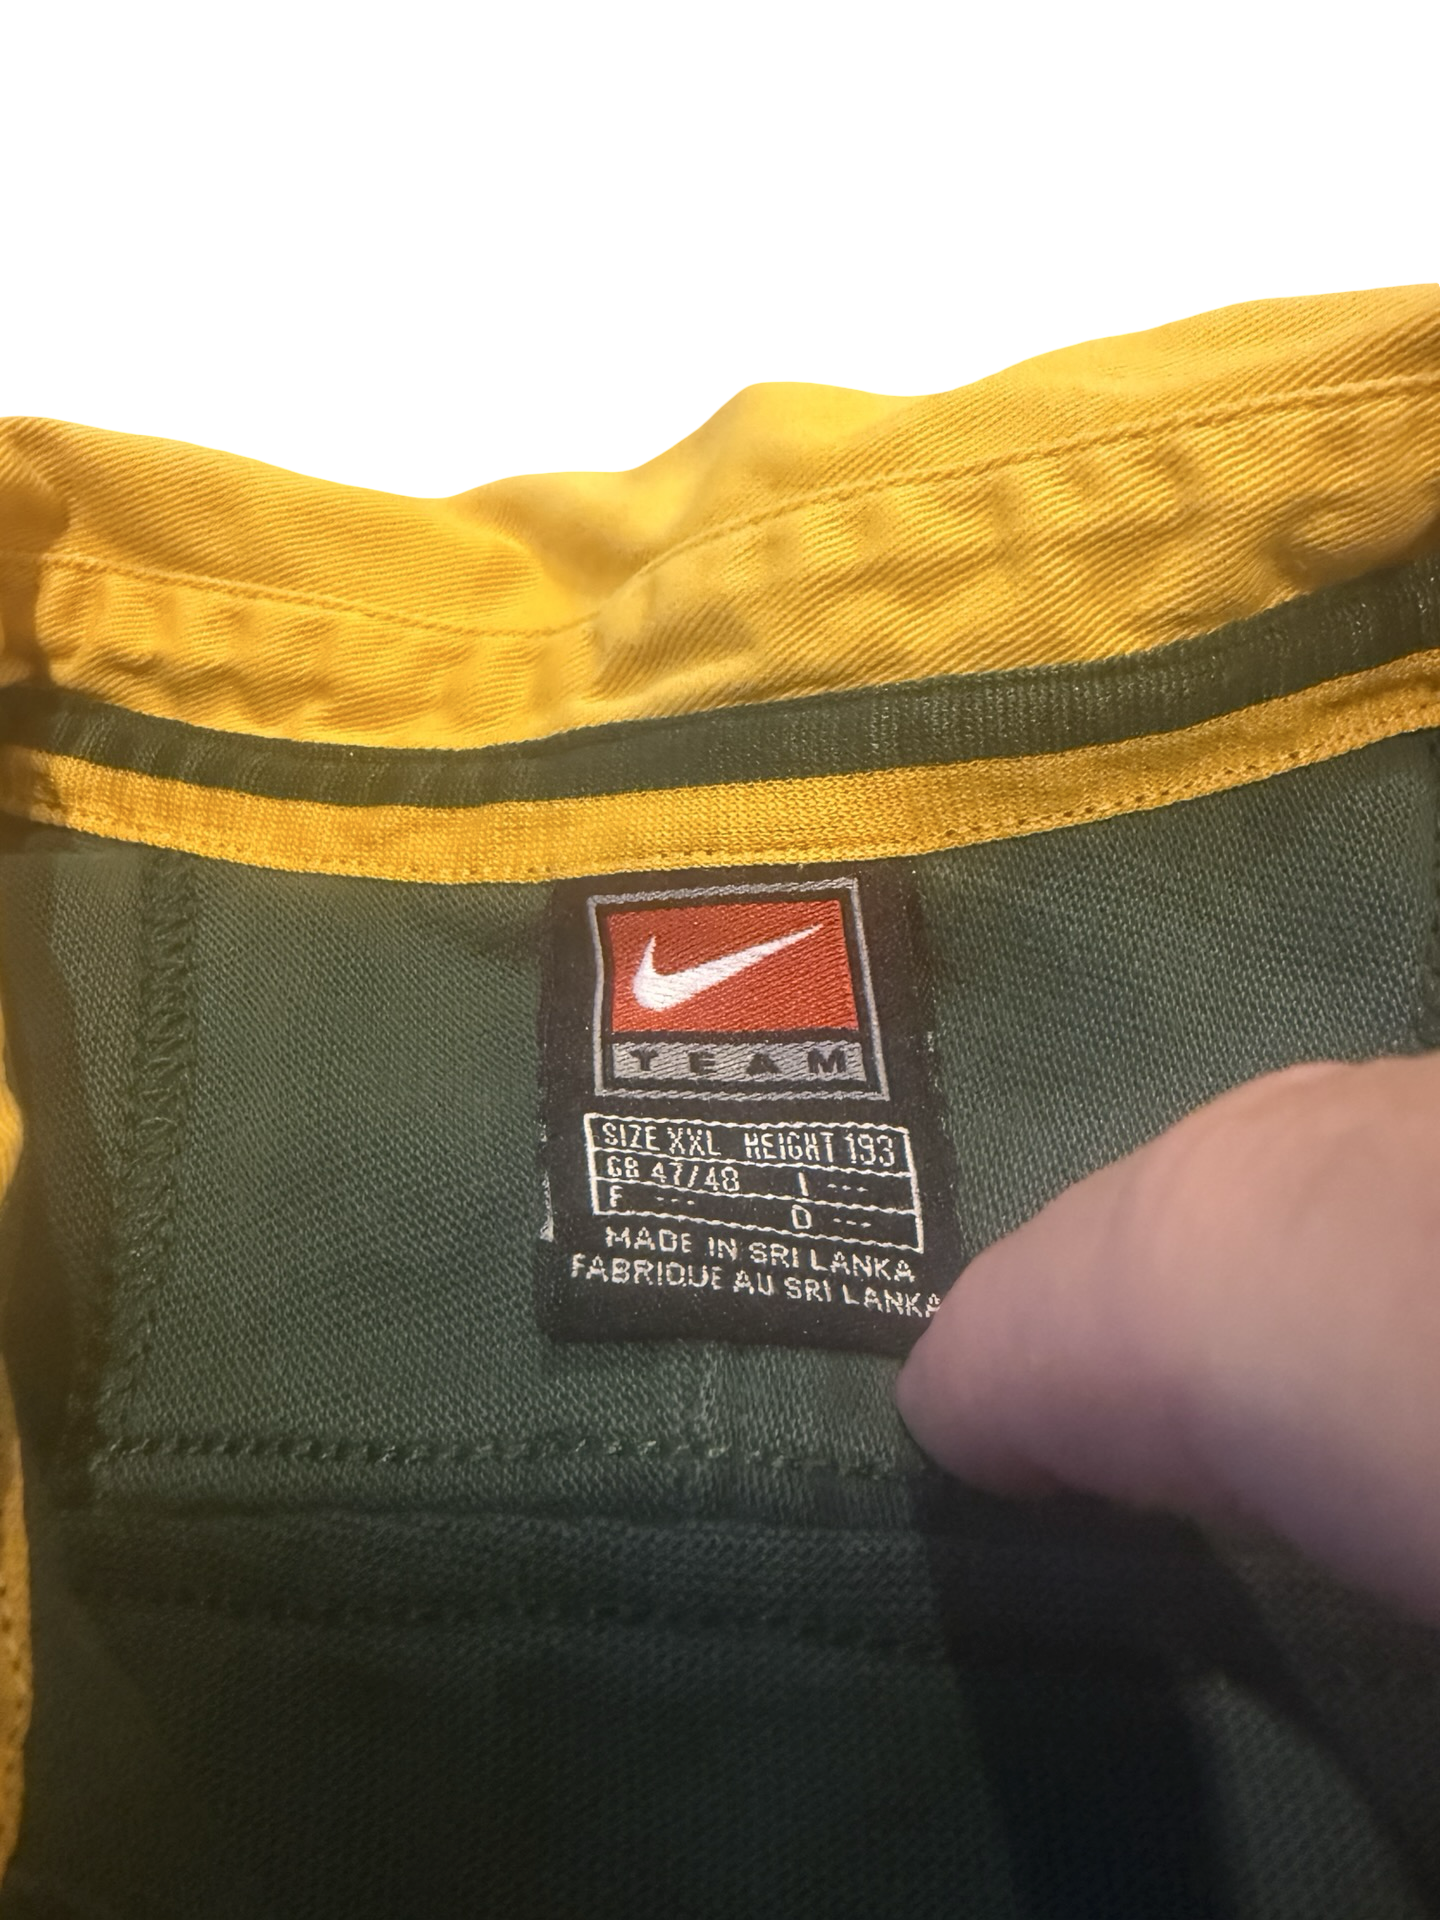 TEAM
SIZE XXL HEIGHT 193
GB 47/48 I ---
F --- D ---
MADE IN SRI LANKA
FABRIQUE AU SRI LANKA